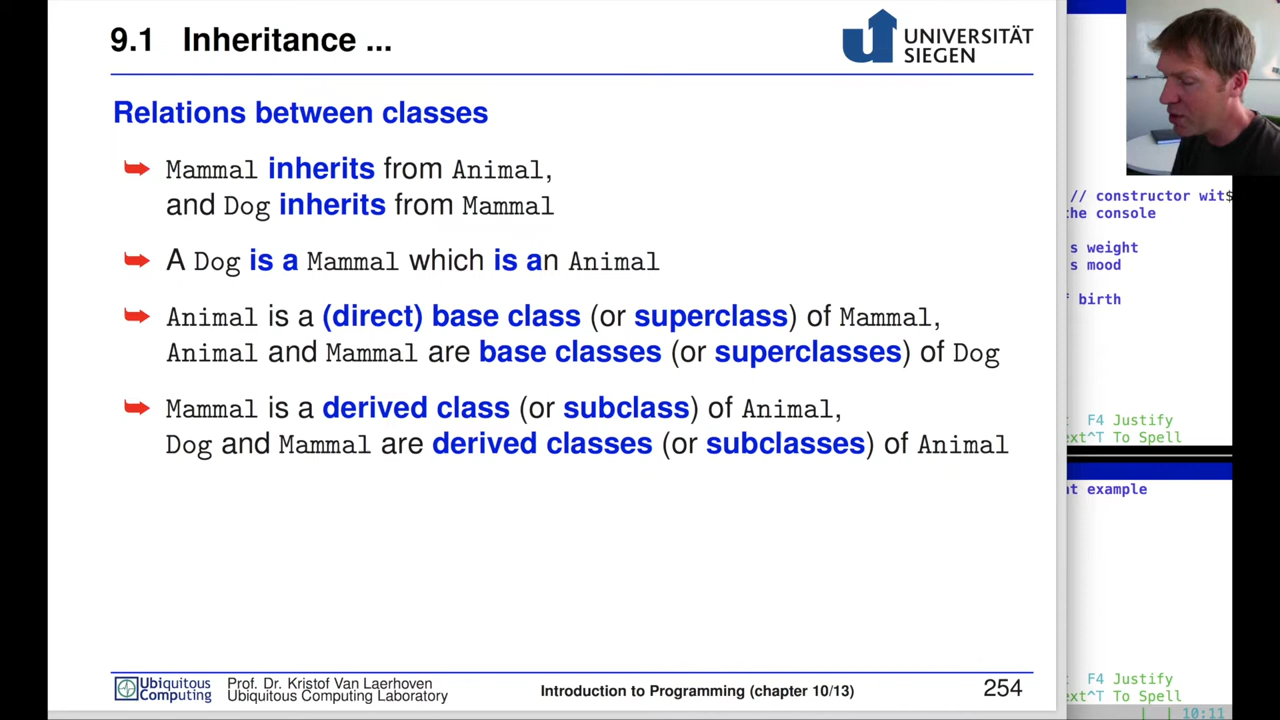 9.1 Inheritance ...
UNIVERSITÄT
SIEGEN
Relations between classes
Mammal inherits from Animal,
and Dog inherits from Mammal
A Dog is a Mammal which is an Animal
Animal is a (direct) base class (or superclass) of Mammal,
Animal and Mammal are base classes (or superclasses) of Dog
Mammal is a derived class (or subclass) of Animal,
Dog and Mammal are derived classes (or subclasses) of Animal
Ubiquitous
Computing
Prof. Dr. Kristof Van Laerhoven
Ubiquitous Computing Laboratory
Introduction to Programming (chapter 10/13)
254
// constructor wit$
the console
s weight
s mood
f birth
F4 Justify
ext^T To Spell
at example
F4 Justify
ext^T To Spell
10:11